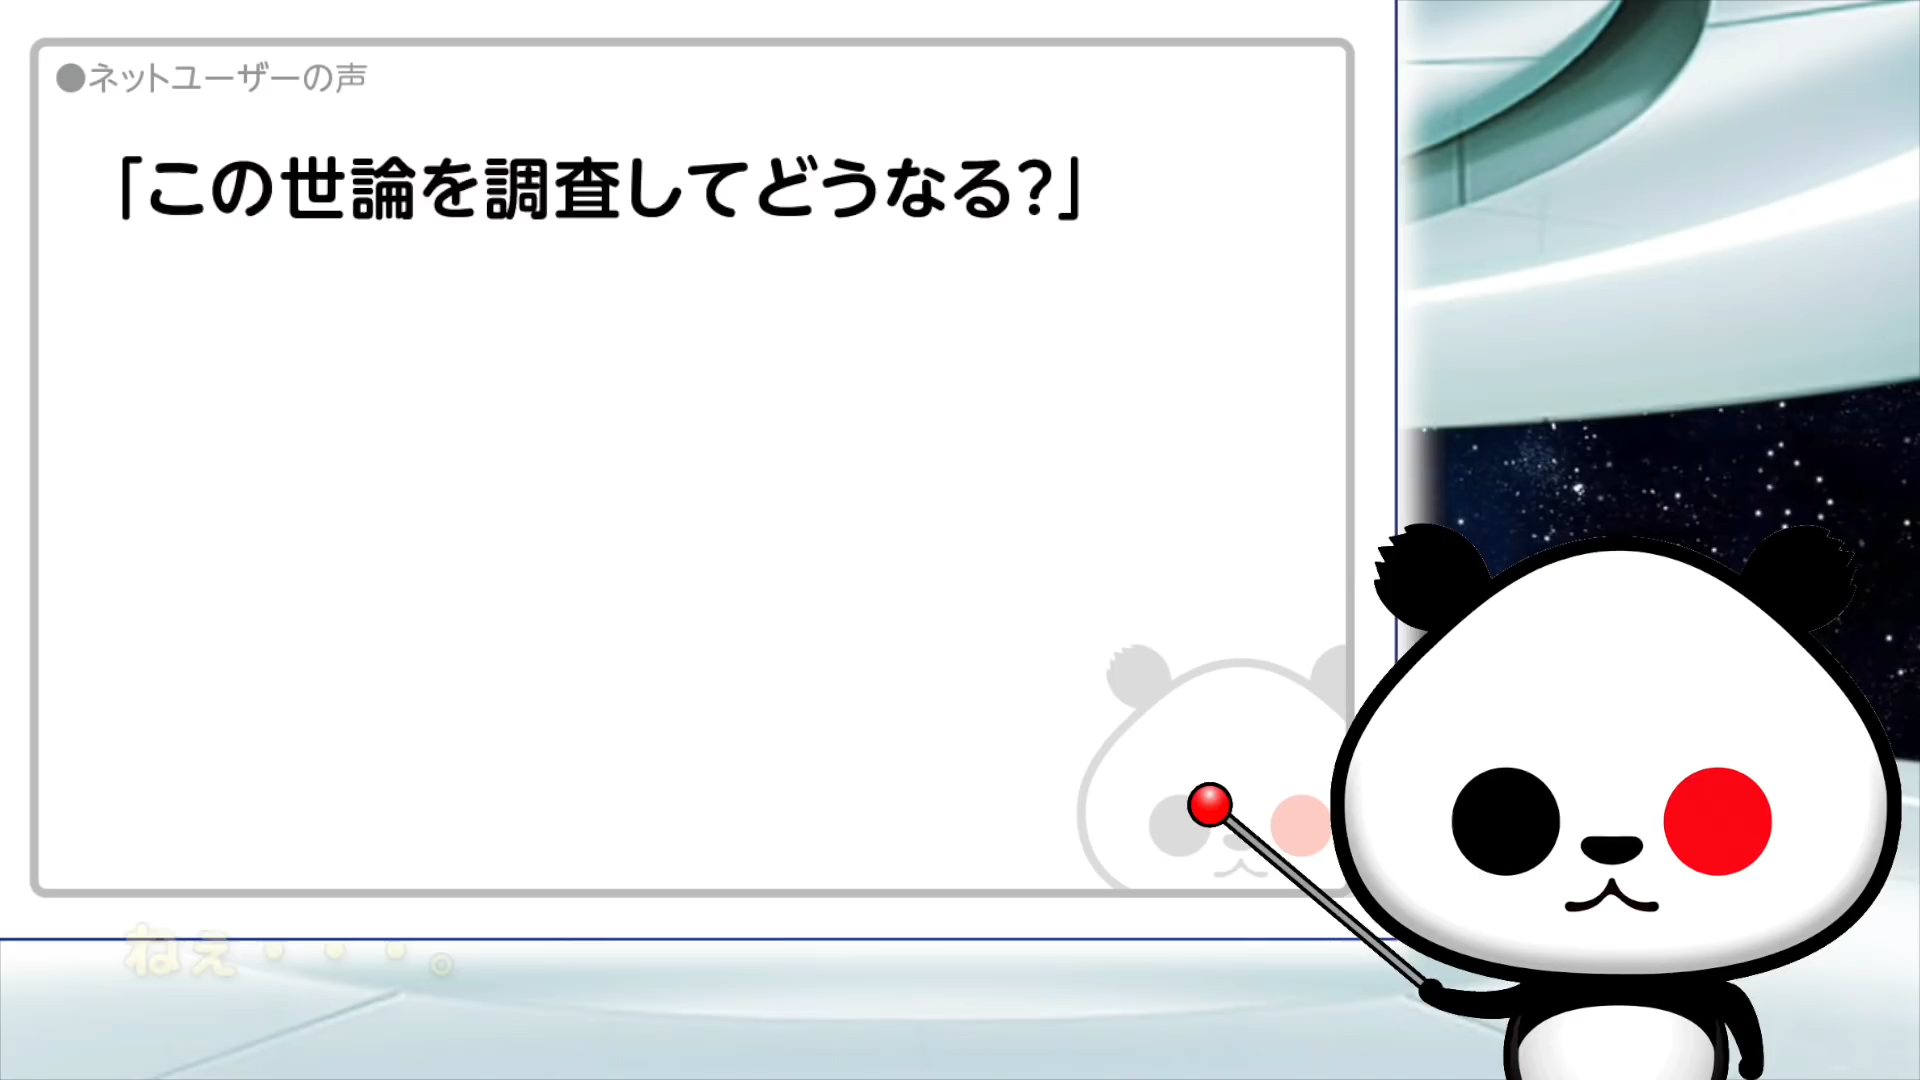 ●ネットユーザーの声
「この世論を調査してどうなる？」
ねえ・・・。